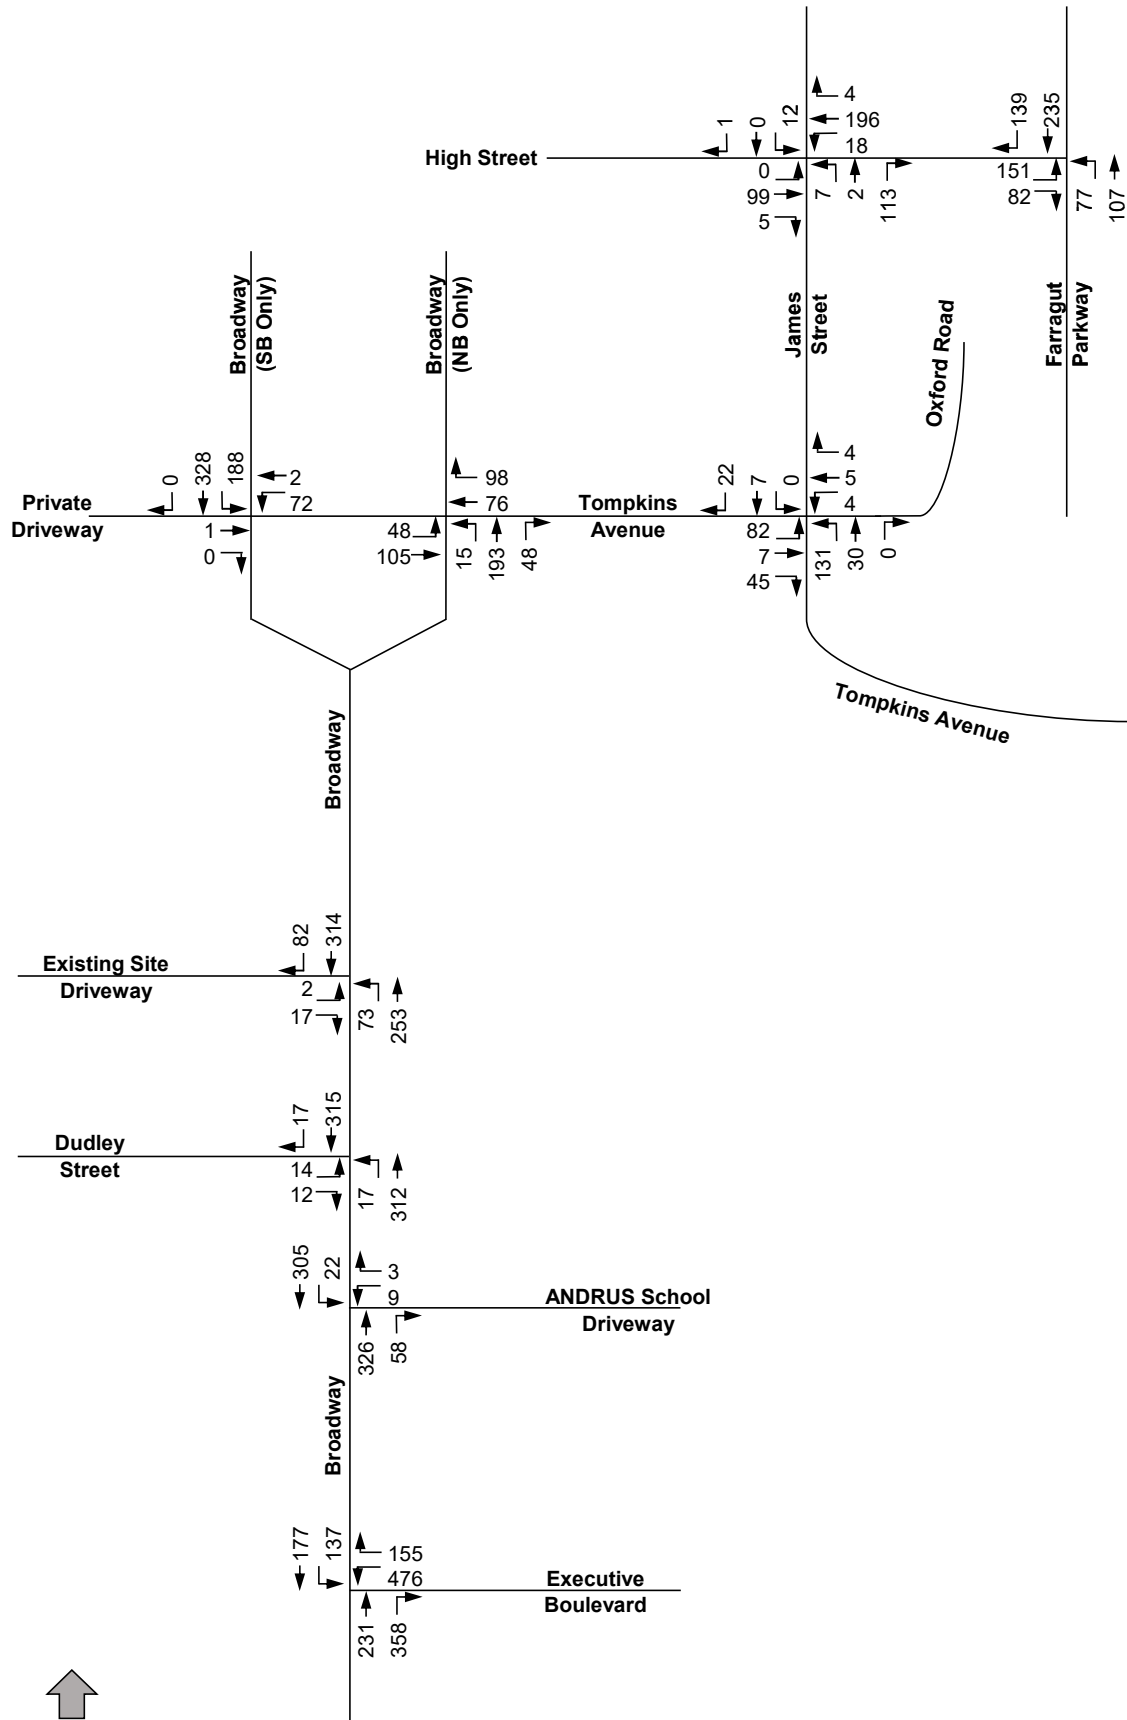 4
196
18
12
0
1
139
235
High Street
0
99
5
7
2
113
151
82
77
107
Broadway
(SB Only)
Broadway
(NB Only)
James
Street
Oxford Road
Farragut
Parkway
0
328
188
2
72
98
76
Private
Driveway
1
0
48
105
15
193
48
Tompkins
Avenue
22
7
0
4
5
4
82
7
45
131
30
0
Tompkins Avenue
Broadway
82
314
Existing Site
Driveway
2
17
73
253
17
315
Dudley
Street
14
12
17
312
305
22
3
9
ANDRUS School
Driveway
326
58
Broadway
177
137
155
476
Executive
Boulevard
231
358